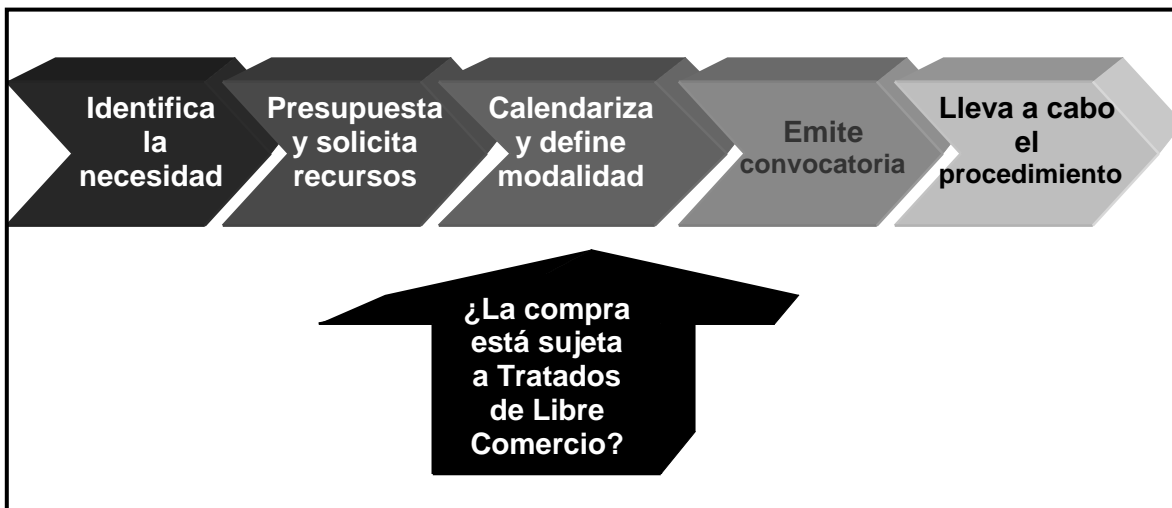 Identifica
la
necesidad
Presupuesta
y solicita
recursos
Calendariza
y define
modalidad
Emite
convocatoria
Lleva a cabo
el
procedimiento
¿La compra
está sujeta
a Tratados
de Libre
Comercio?